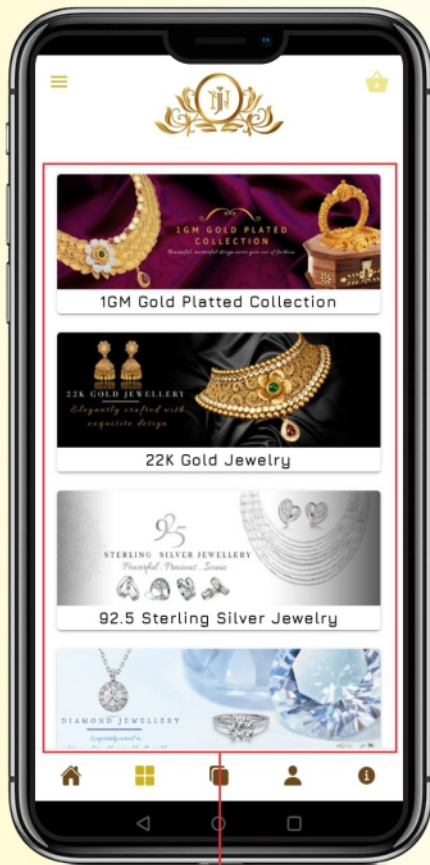 NJ
1GM GOLD PLATED
COLLECTION
1GM Gold Platted Collection
22K GOLD JEWELLERY
Elegantly crafted with
exquisite design
22K Gold Jewelry
925
STERLING SILVER JEWELLERY
Powerful, Precious, Iconic
92.5 Sterling Silver Jewelry
DIAMOND JEWELLERY